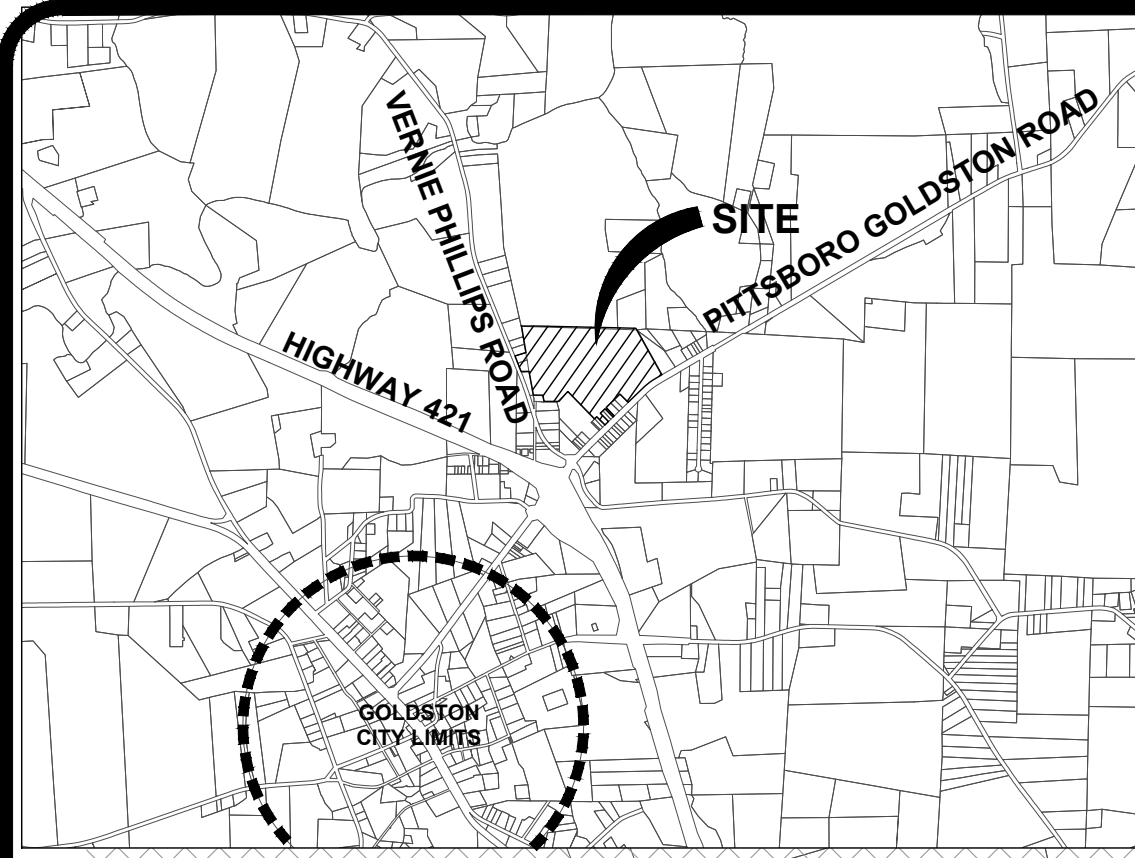 VERNIE PHILLIPS ROAD
PITTSBORO GOLDSTON ROAD
SITE
HIGHWAY 421
GOLDSTON
CITY LIMITS